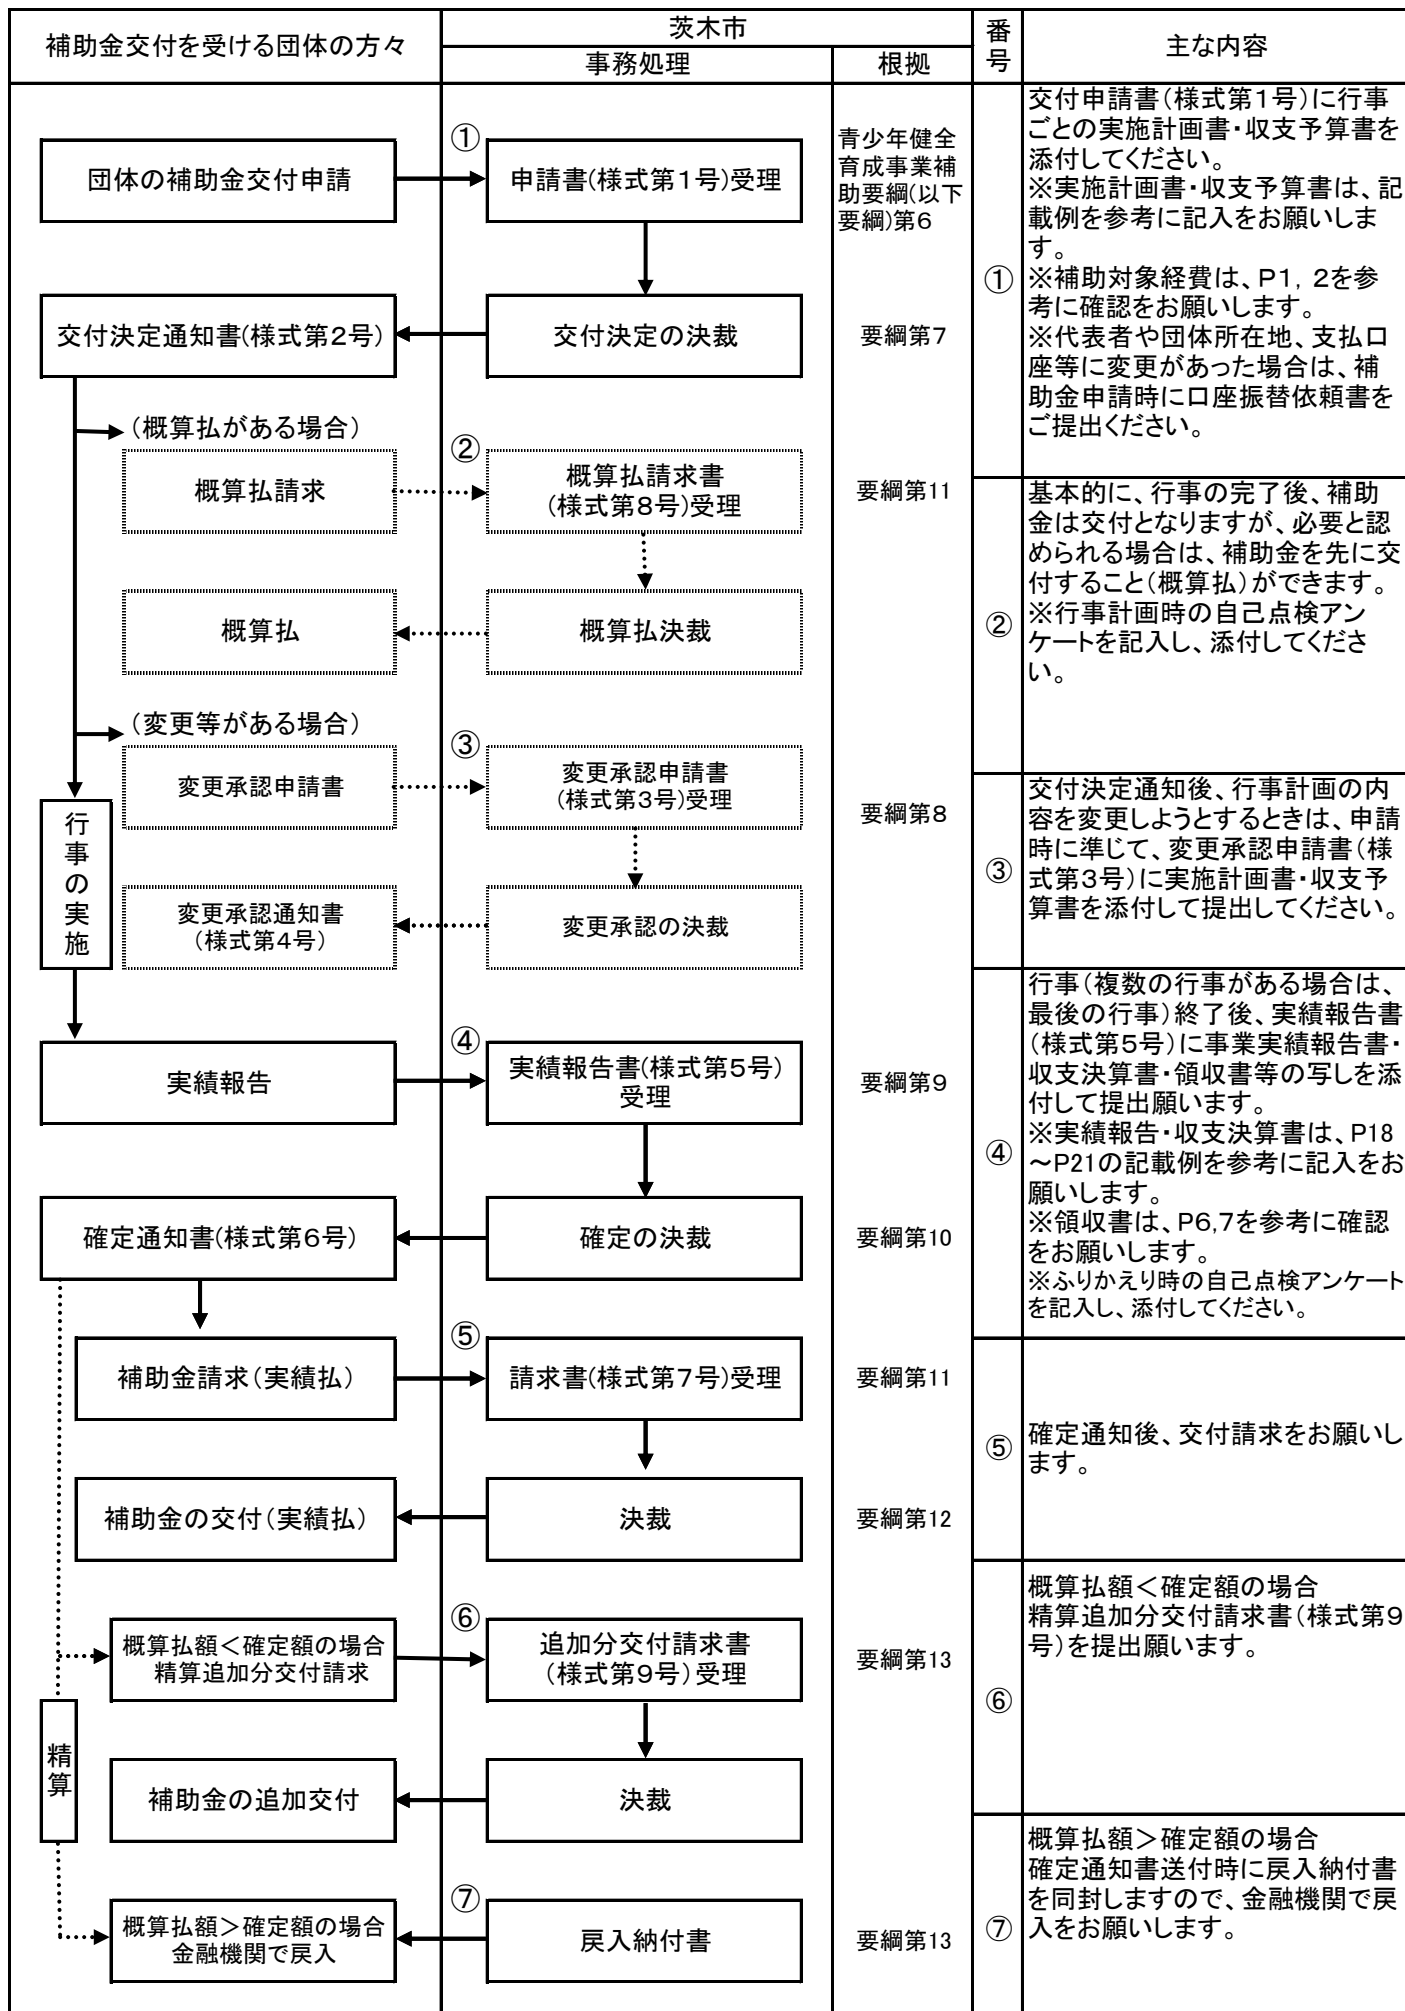 補助金交付を受ける団体の方々
茨木市
事務処理
根拠
番
号
主な内容
団体の補助金交付申請
①
申請書(様式第1号)受理
青少年健全
育成事業補
助要綱(以下
要綱)第6
交付決定通知書(様式第2号)
交付決定の決裁
要綱第7
①
交付申請書(様式第1号)に行事
ごとの実施計画書・収支予算書を
添付してください。
※実施計画書・収支予算書は、記
載例を参考に記入をお願いしま
す。
※補助対象経費は、P1, 2を参
考に確認をお願いします。
※代表者や団体所在地、支払口
座等に変更があった場合は、補
助金申請時に口座振替依頼書を
ご提出ください。
(概算払がある場合)
概算払請求
②
概算払請求書
(様式第8号)受理
要綱第11
概算払
概算払決裁
②
基本的に、行事の完了後、補助
金は交付となりますが、必要と認
められる場合は、補助金を先に交
付すること(概算払)ができます。
※行事計画時の自己点検アン
ケートを記入し、添付してくださ
い。
(変更等がある場合)
変更承認申請書
③
変更承認申請書
(様式第3号)受理
要綱第8
行
事
の
実
施
変更承認通知書
(様式第4号)
変更承認の決裁
③
交付決定通知後、行事計画の内
容を変更しようとするときは、申請
時に準じて、変更承認申請書(様
式第3号)に実施計画書・収支予
算書を添付して提出してください。
実績報告
④
実績報告書(様式第5号)
受理
要綱第9
確定通知書(様式第6号)
確定の決裁
要綱第10
④
行事(複数の行事がある場合は、
最後の行事)終了後、実績報告書
(様式第5号)に事業実績報告書・
収支決算書・領収書等の写しを添
付して提出願います。
※実績報告・収支決算書は、P18
～P21の記載例を参考に記入をお
願いします。
※領収書は、P6,7を参考に確認
をお願いします。
※ふりかえり時の自己点検アンケート
を記入し、添付してください。
補助金請求(実績払)
⑤
請求書(様式第7号)受理
要綱第11
補助金の交付(実績払)
決裁
要綱第12
⑤
確定通知後、交付請求をお願いし
ます。
概算払額＜確定額の場合
精算追加分交付請求
⑥
追加分交付請求書
(様式第9号)受理
要綱第13
精
算
補助金の追加交付
決裁
⑥
概算払額＜確定額の場合
精算追加分交付請求書(様式第9
号)を提出願います。
概算払額＞確定額の場合
金融機関で戻入
⑦
戻入納付書
要綱第13
⑦
概算払額＞確定額の場合
確定通知書送付時に戻入納付書
を同封しますので、金融機関で戻
入をお願いします。